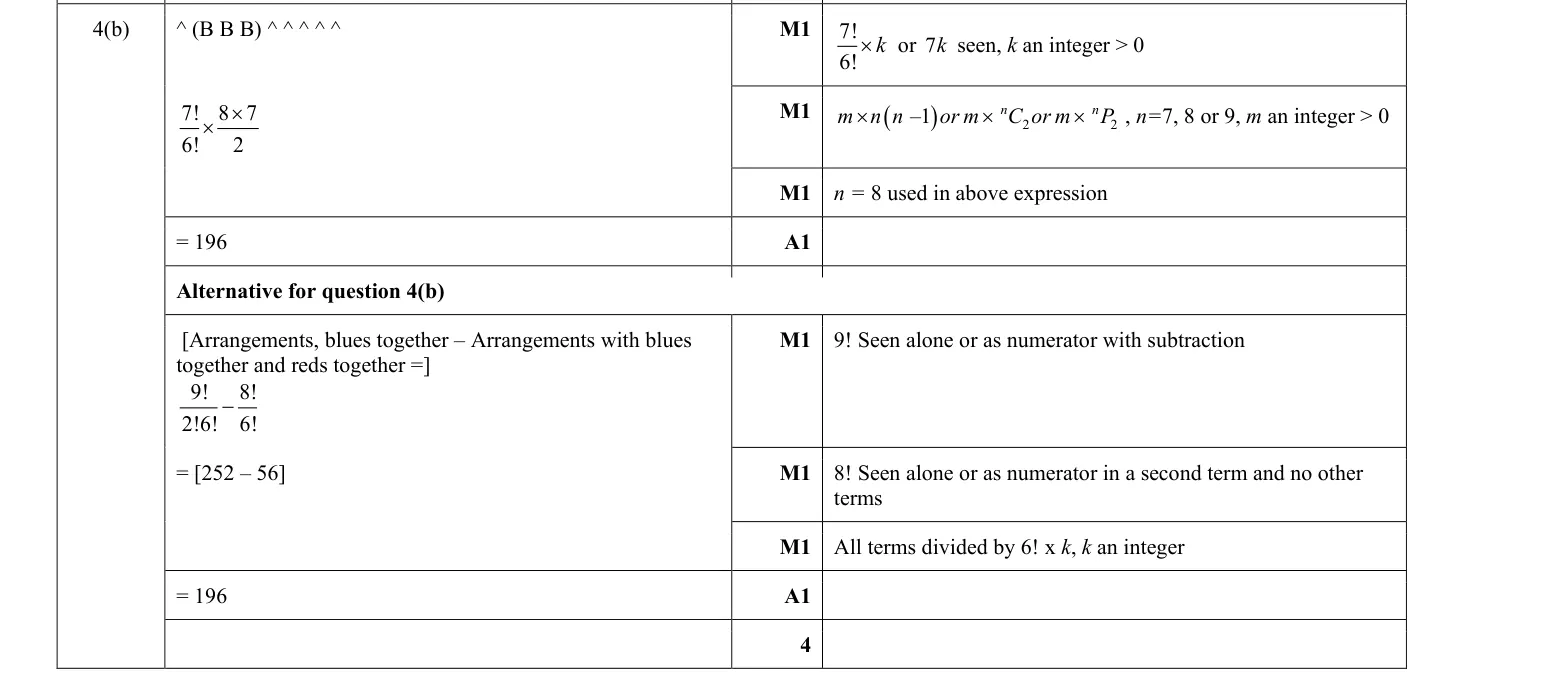 4(b) ^ (B B B) ^ ^ ^ ^ ^ M1 7!/6! × k or 7k seen, k an integer > 0
7!/6! × 8 × 7/2 M1 m × n(n –1) or m × ⁿC₂ or m × ⁿP₂ , n=7, 8 or 9, m an integer > 0
M1 n = 8 used in above expression
= 196 A1
Alternative for question 4(b)
[Arrangements, blues together – Arrangements with blues together and reds together =] M1 9! Seen alone or as numerator with subtraction
9!/2!6! – 8!/6!
= [252 – 56] M1 8! Seen alone or as numerator in a second term and no other terms
M1 All terms divided by 6! x k, k an integer
= 196 A1
4